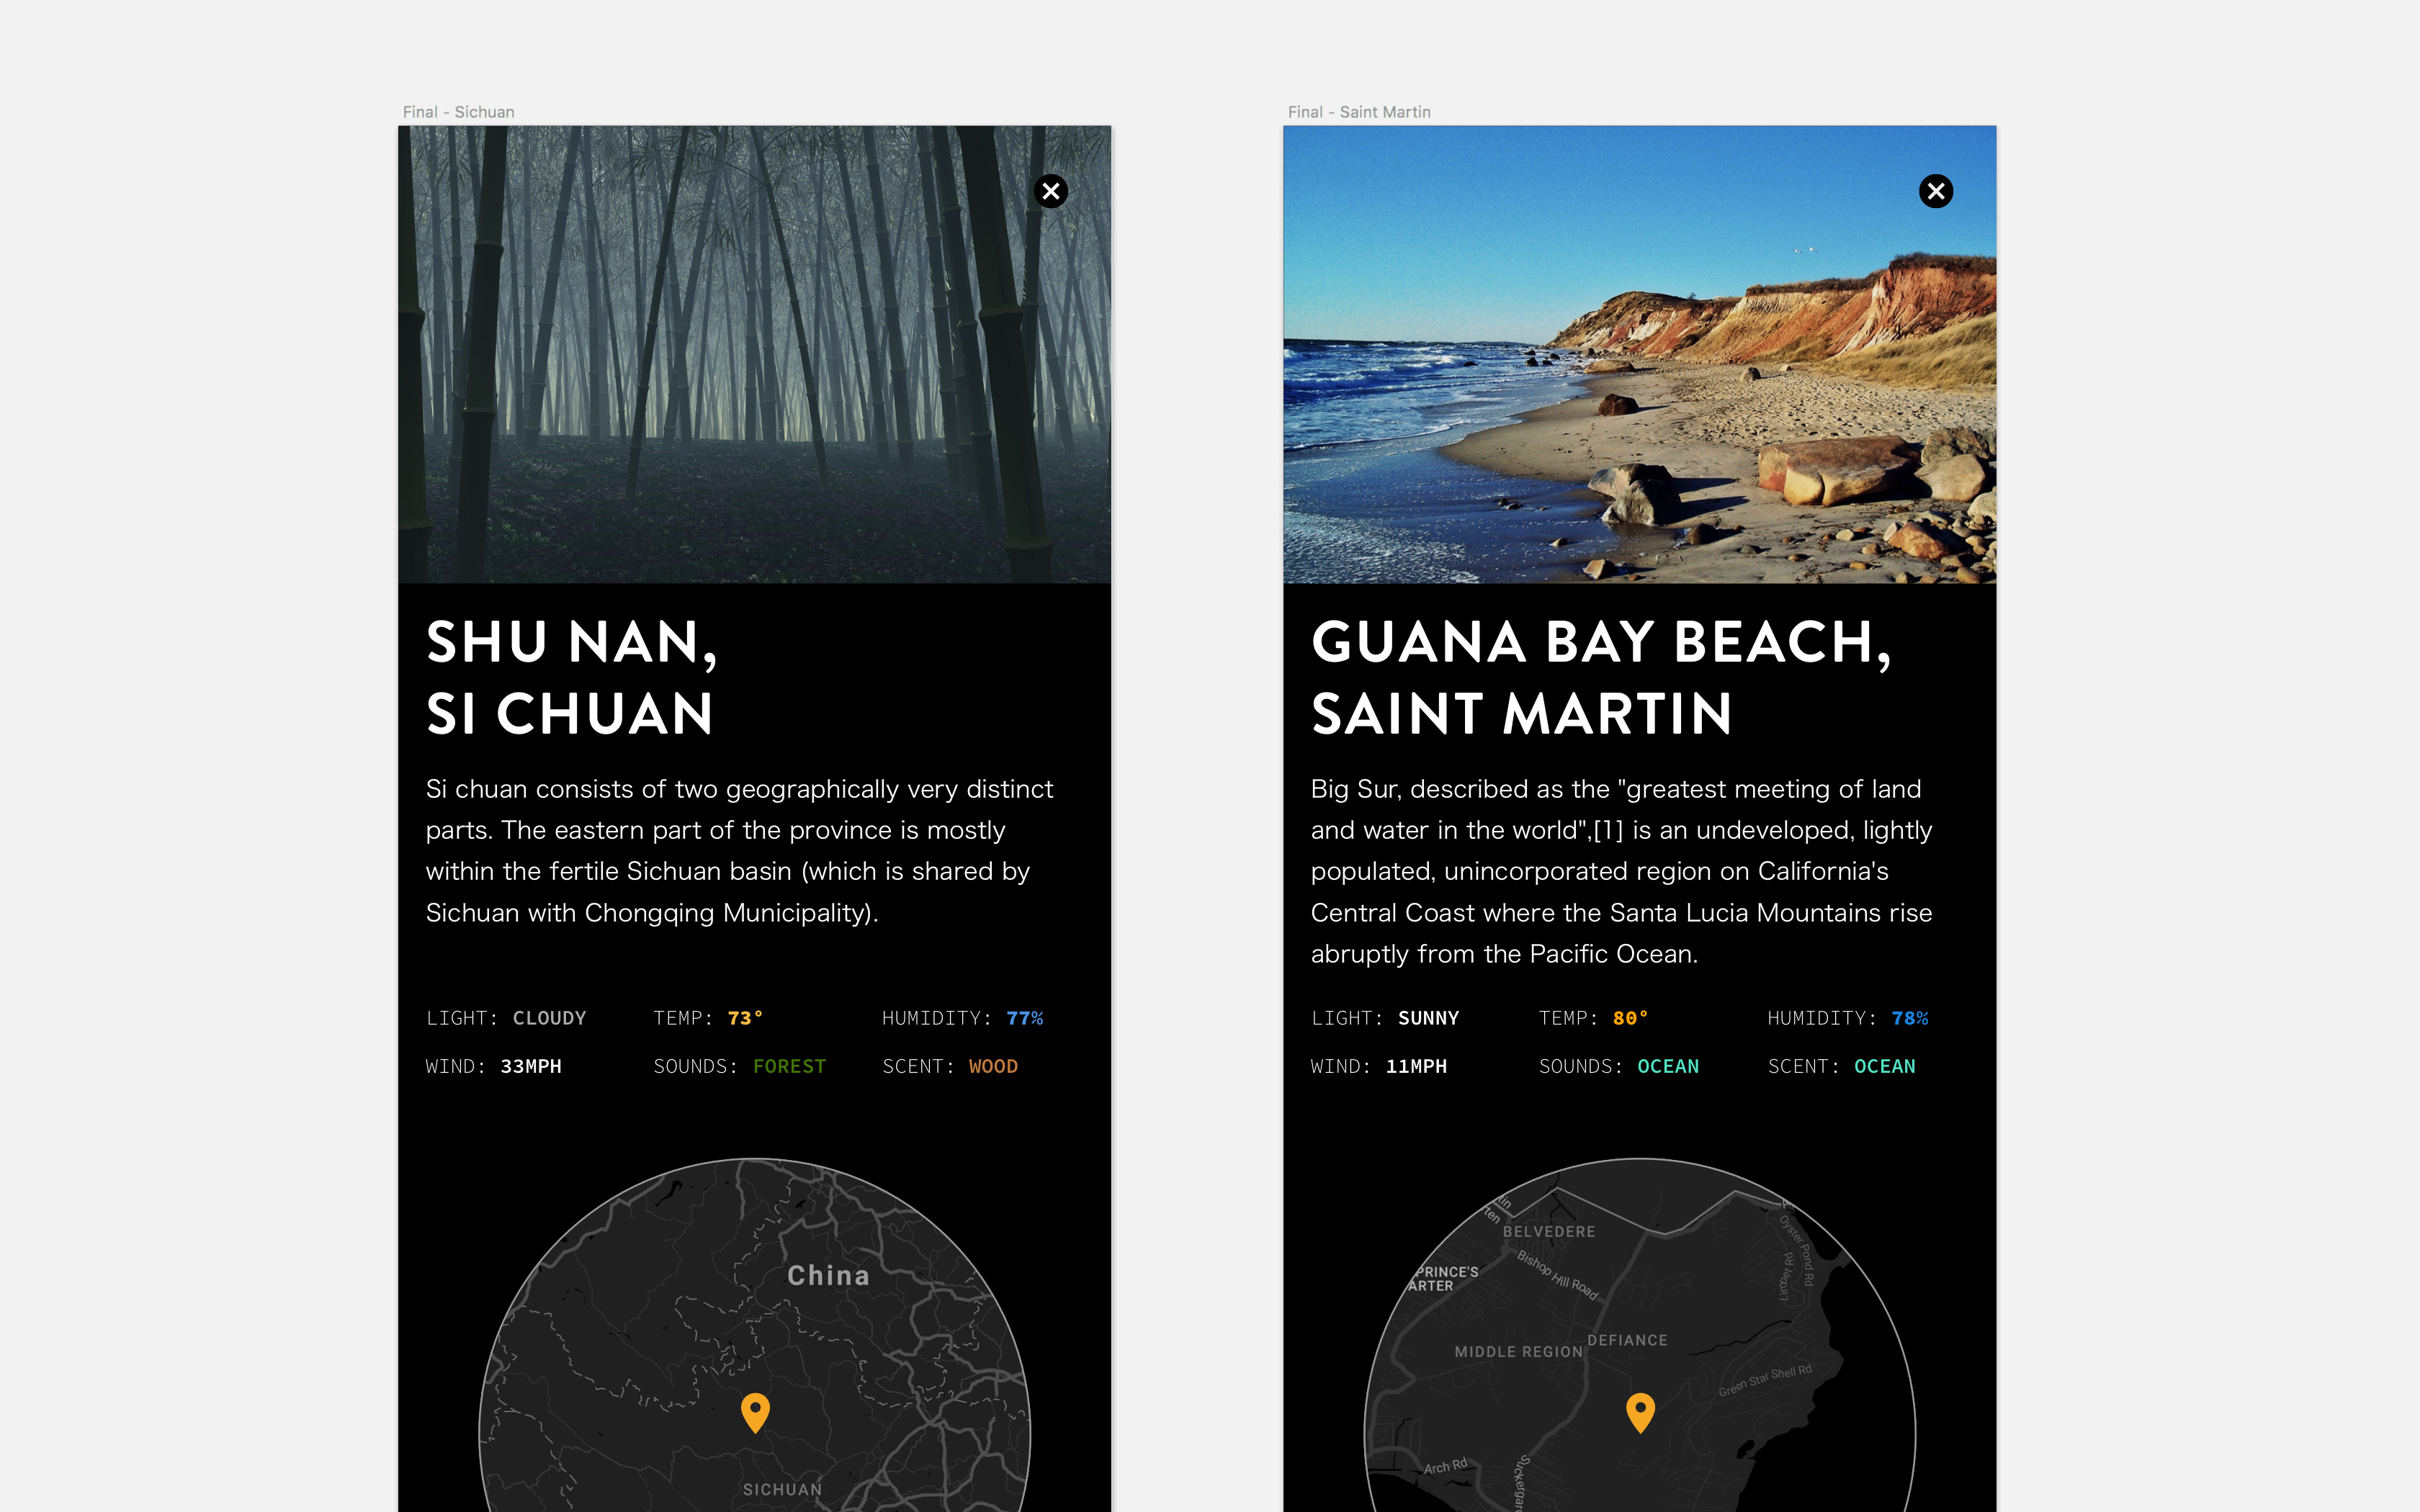 Final - Sichuan
SHU NAN,
SI CHUAN
Si chuan consists of two geographically very distinct
parts. The eastern part of the province is mostly
within the fertile Sichuan basin (which is shared by
Sichuan with Chongqing Municipality).
LIGHT: CLOUDY TEMP: 73° HUMIDITY: 77%
WIND: 33MPH SOUNDS: FOREST SCENT: WOOD
China
SICHUAN
Final - Saint Martin
GUANA BAY BEACH,
SAINT MARTIN
Big Sur, described as the "greatest meeting of land
and water in the world",[1] is an undeveloped, lightly
populated, unincorporated region on California's
Central Coast where the Santa Lucia Mountains rise
abruptly from the Pacific Ocean.
LIGHT: SUNNY TEMP: 80° HUMIDITY: 78%
WIND: 11MPH SOUNDS: OCEAN SCENT: OCEAN
tin
ten
BELVEDERE
Oyster Pond Rd
Bishop Hill Road
PRINCE'S
ARTER
DEFIANCE
MIDDLE REGION
Green Star Shell Rd
Arch Rd